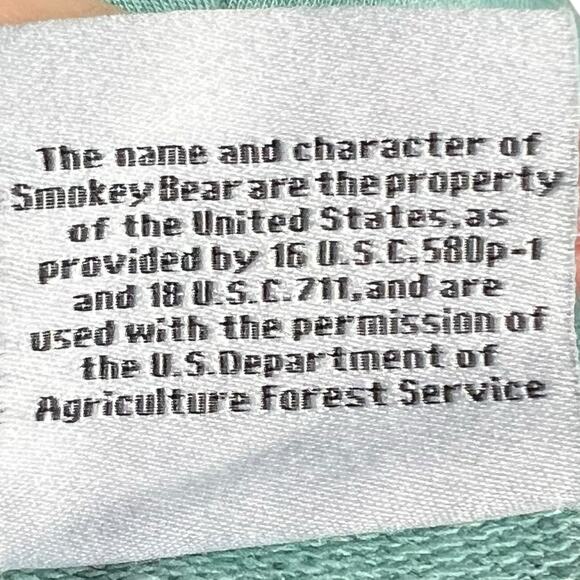 The name and character of
Smokey Bear are the property
of the United States, as
provided by 16 U.S.C. 580p-1
and 18 U.S.C. 711, and are
used with the permission of
the U.S. Department of
Agriculture Forest Service